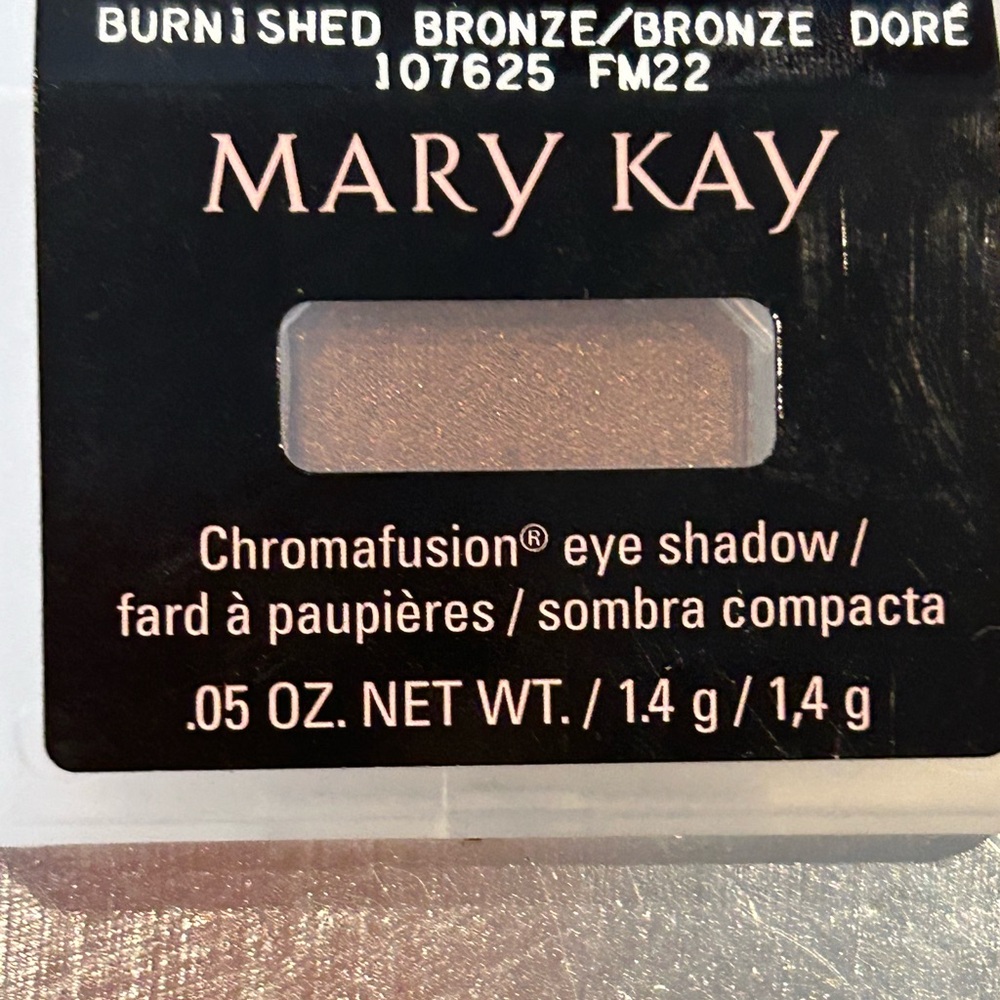 BURNISHED BRONZE/BRONZE DORÉ
107625 FM22
MARY KAY
Chromafusion® eye shadow /
fard à paupières / sombra compacta
.05 OZ. NET WT. / 1.4 g / 1,4 g